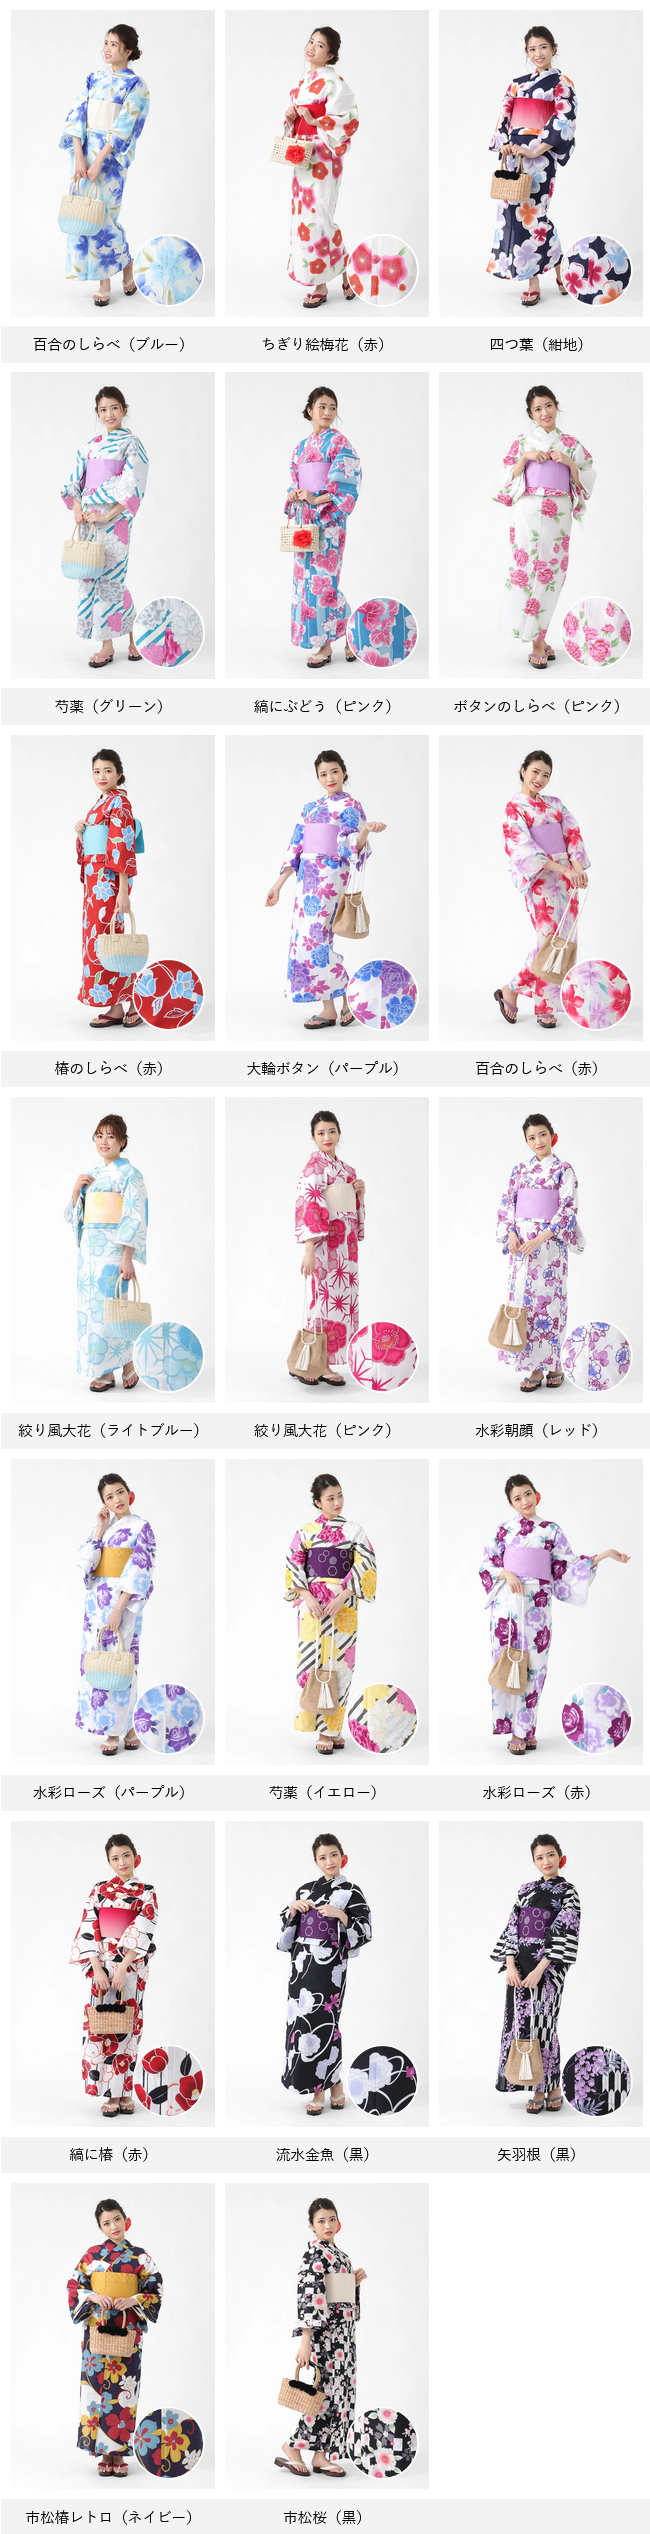 百合のしらべ（ブルー）
ちぎり絵梅花（赤）
四つ葉（紺地）
芍薬（グリーン）
縞にぶどう（ピンク）
ボタンのしらべ（ピンク）
椿のしらべ（赤）
大輪ボタン（パープル）
百合のしらべ（赤）
絞り風大花（ライトブルー）
絞り風大花（ピンク）
水彩朝顔（レッド）
水彩ローズ（パープル）
芍薬（イエロー）
水彩ローズ（赤）
縞に椿（赤）
流水金魚（黒）
矢羽根（黒）
市松椿レトロ（ネイビー）
市松桜（黒）